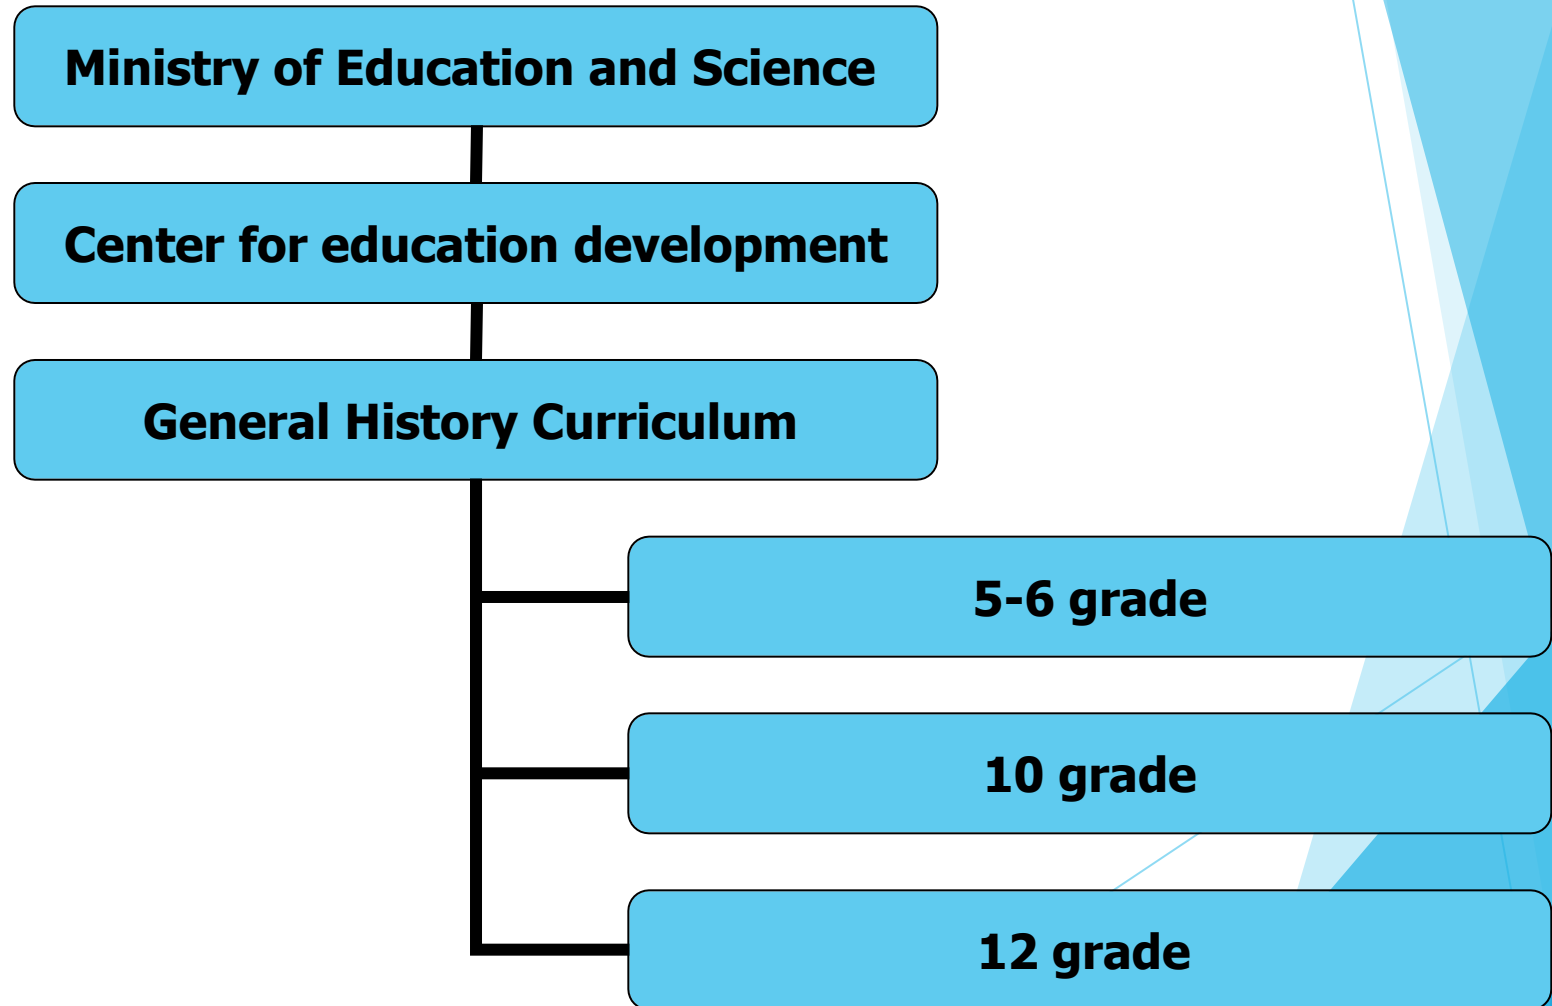 Ministry of Education and Science
Center for education development
General History Curriculum
5-6 grade
10 grade
12 grade